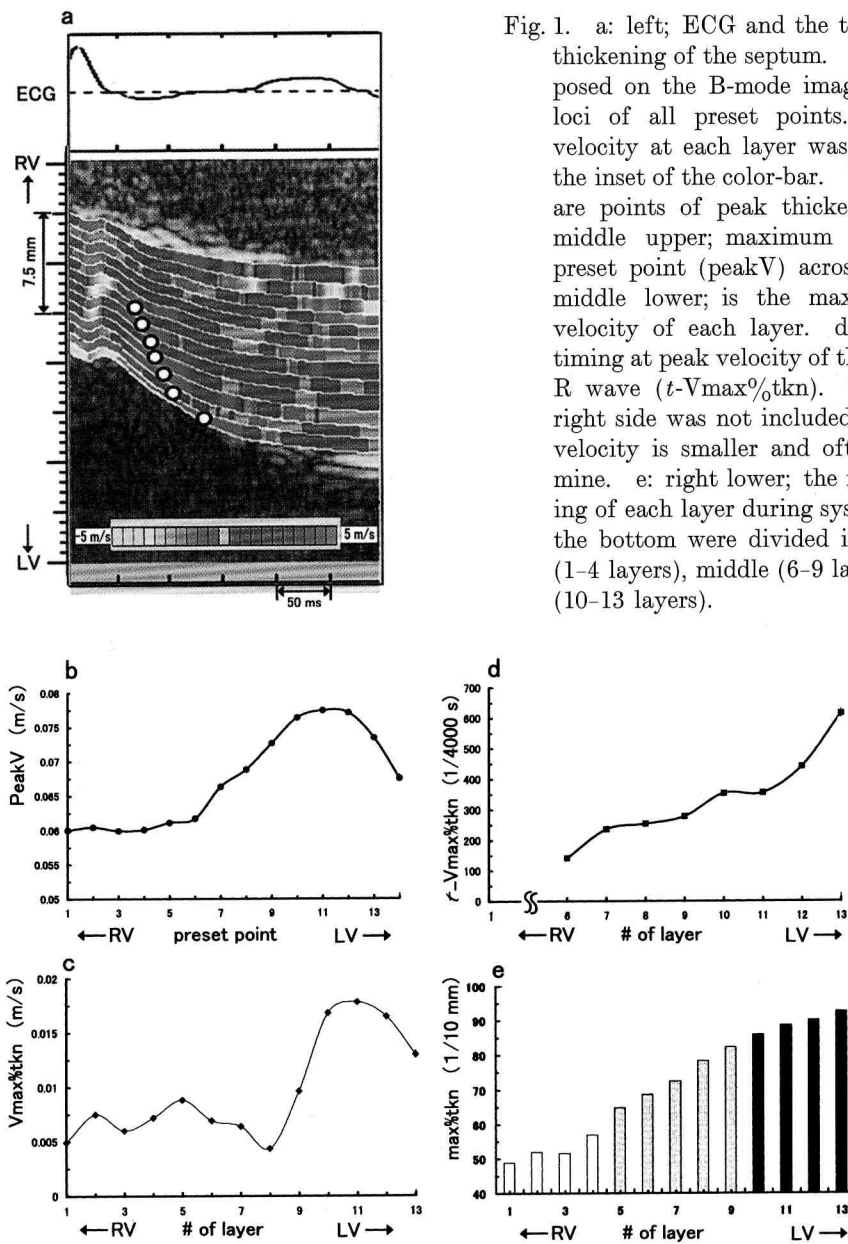 a
ECG
RV
7.5 mm
-5 m/s
5 m/s
LV
50 ms
Fig. 1. a: left; ECG and the t
thickening of the septum.
posed on the B-mode imag
loci of all preset points.
velocity at each layer was
the inset of the color-bar.
are points of peak thicke
middle upper; maximum
preset point (peakV) acros
middle lower; is the max
velocity of each layer. d
timing at peak velocity of th
R wave (t-Vmax%tkn).
right side was not included
velocity is smaller and oft
mine. e: right lower; the
ing of each layer during sys
the bottom were divided i
(1–4 layers), middle (6–9 la
(10–13 layers).
b
PeakV (m/s)
0.08
0.075
0.07
0.065
0.06
0.055
0.05
1 3 5 7 9 11 13
←RV preset point LV→
d
t-Vmax%tkn (1/4000 s)
700
600
500
400
300
200
100
0
1 6 7 8 9 10 11 12 13
←RV # of layer LV→
c
Vmax%tkn (m/s)
0.02
0.015
0.01
0.005
0
1 3 5 7 9 11 13
←RV # of layer LV→
e
max%tkn (1/10 mm)
100
90
80
70
60
50
40
1 3 5 7 9 11 13
←RV # of layer LV→